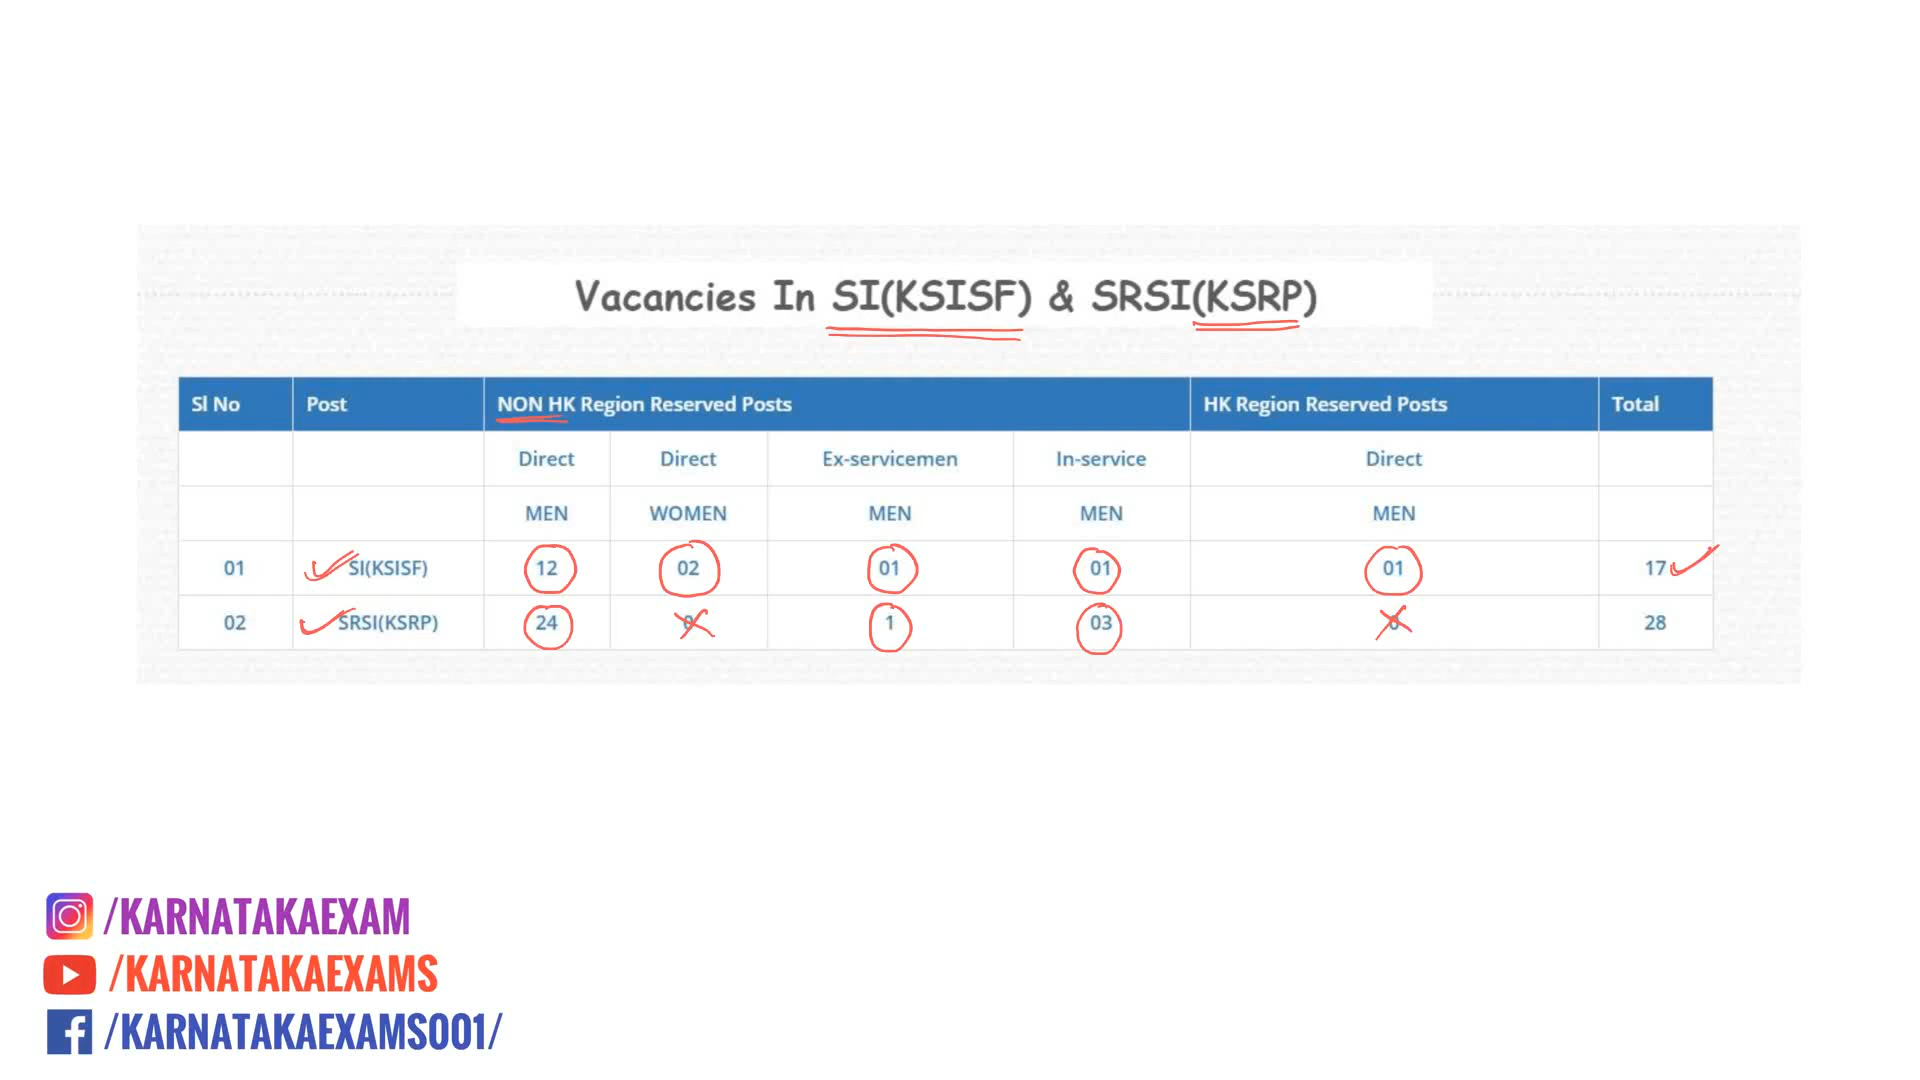 Vacancies In SI(KSISF) & SRSI(KSRP)
Sl No Post NON HK Region Reserved Posts HK Region Reserved Posts Total
Direct Direct Ex-servicemen In-service Direct
MEN WOMEN MEN MEN MEN
01 SI(KSISF) 12 02 01 01 01 17
02 SRSI(KSRP) 24 0 1 03 0 28
/KARNATAKAEXAM
/KARNATAKAEXAMS
/KARNATAKAEXAMS001/